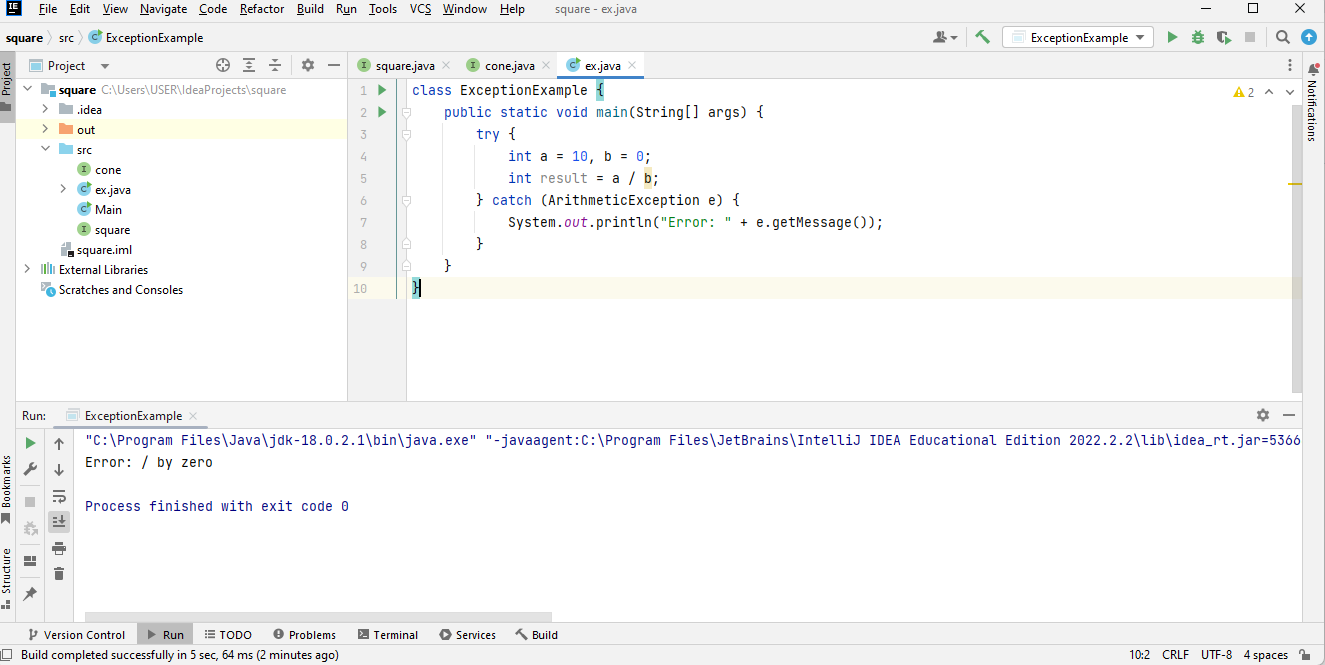 IE File Edit View Navigate Code Refactor Build Run Tools VCS Window Help square - ex.java
square src ExceptionExample ExceptionExample
Project
Project
square C:\Users\USER\IdeaProjects\square
.idea
out
src
cone
ex.java
Main
square
square.iml
External Libraries
Scratches and Consoles
square.java cone.java ex.java
2
1 class ExceptionExample {
2 public static void main(String[] args) {
3 try {
4 int a = 10, b = 0;
5 int result = a / b;
6 } catch (ArithmeticException e) {
7 System.out.println("Error: " + e.getMessage());
8 }
9 }
10 }
Notifications
Run: ExceptionExample
"C:\Program Files\Java\jdk-18.0.2.1\bin\java.exe" "-javaagent:C:\Program Files\JetBrains\IntelliJ IDEA Educational Edition 2022.2.2\lib\idea_rt.jar=5366
Error: / by zero
Process finished with exit code 0
Bookmarks
Structure
Version Control Run TODO Problems Terminal Services Build
Build completed successfully in 5 sec, 64 ms (2 minutes ago) 10:2 CRLF UTF-8 4 spaces